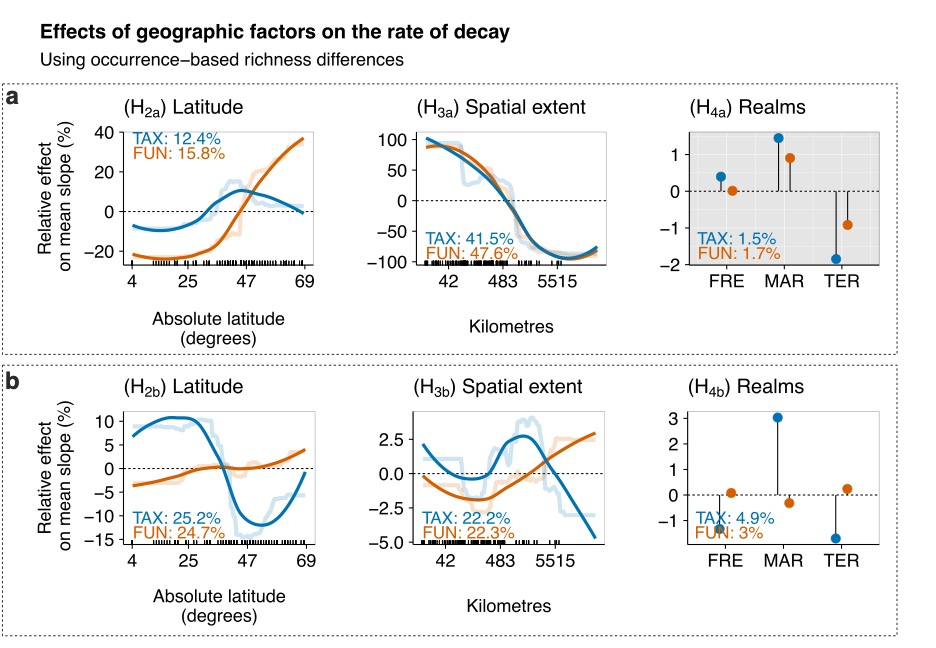 Effects of geographic factors on the rate of decay
Using occurrence−based richness differences
a
(H2a) Latitude
(H3a) Spatial extent
(H4a) Realms
Relative effect
on mean slope (%)
40
20
0
−20
TAX: 12.4%
FUN: 15.8%
4 25 47 69
Absolute latitude
(degrees)
100
50
0
−50
−100
TAX: 41.5%
FUN: 47.6%
42 483 5515
Kilometres
1
0
−1
−2
TAX: 1.5%
FUN: 1.7%
FRE MAR TER
b
(H2b) Latitude
(H3b) Spatial extent
(H4b) Realms
Relative effect
on mean slope (%)
10
5
0
−5
−10
−15
TAX: 25.2%
FUN: 24.7%
4 25 47 69
Absolute latitude
(degrees)
2.5
0.0
−2.5
−5.0
TAX: 22.2%
FUN: 22.3%
42 483 5515
Kilometres
3
2
1
0
−1
TAX: 4.9%
FUN: 3%
FRE MAR TER